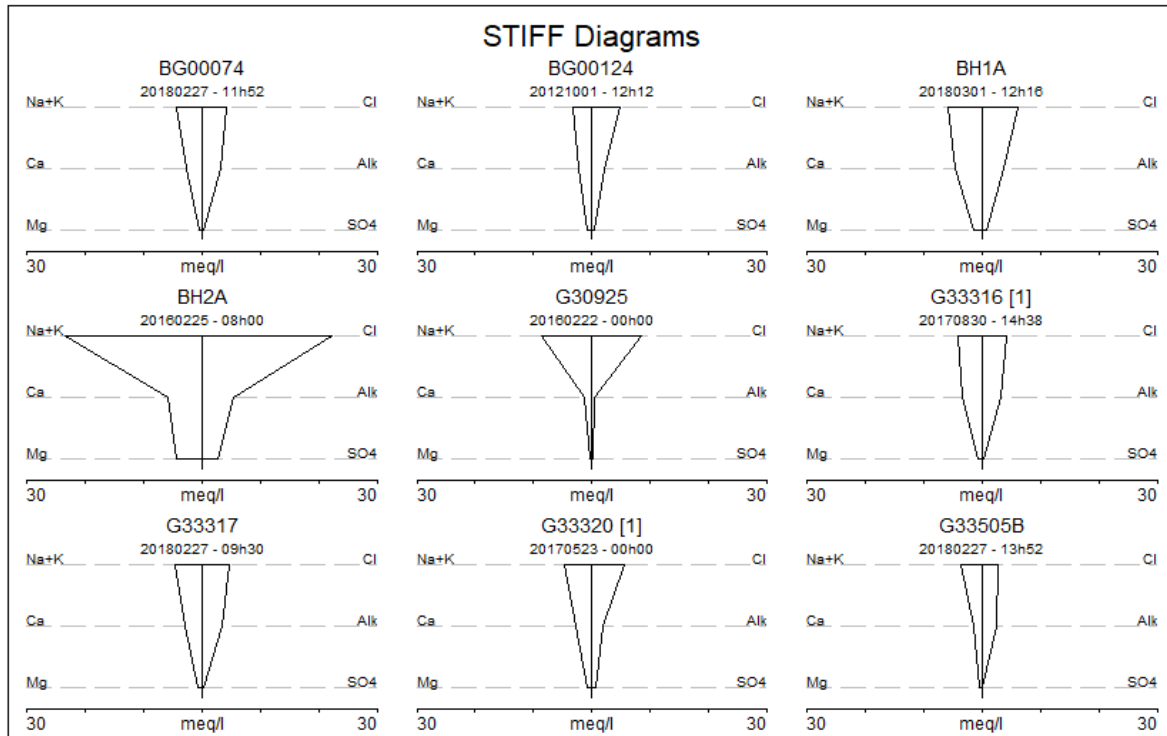 STIFF Diagrams
BG00074
20180227 - 11h52
Na+K Cl
Ca Alk
Mg SO4
30 meq/l 30
BG00124
20121001 - 12h12
Na+K Cl
Ca Alk
Mg SO4
30 meq/l 30
BH1A
20180301 - 12h16
Na+K Cl
Ca Alk
Mg SO4
30 meq/l 30
BH2A
20160225 - 08h00
Na+K Cl
Ca Alk
Mg SO4
30 meq/l 30
G30925
20160222 - 00h00
Na+K Cl
Ca Alk
Mg SO4
30 meq/l 30
G33316 [1]
20170830 - 14h38
Na+K Cl
Ca Alk
Mg SO4
30 meq/l 30
G33317
20180227 - 09h30
Na+K Cl
Ca Alk
Mg SO4
30 meq/l 30
G33320 [1]
20170523 - 00h00
Na+K Cl
Ca Alk
Mg SO4
30 meq/l 30
G33505B
20180227 - 13h52
Na+K Cl
Ca Alk
Mg SO4
30 meq/l 30